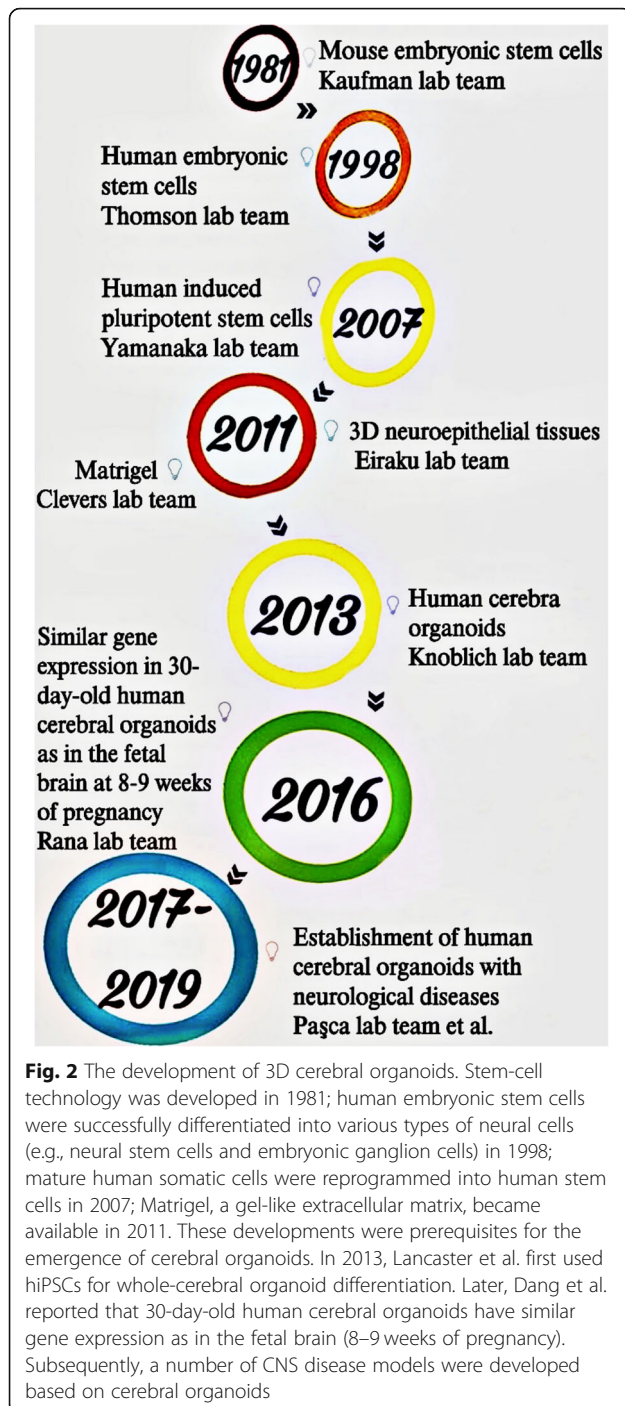 1981
Mouse embryonic stem cells
Kaufman lab team
Human embryonic
stem cells
Thomson lab team
1998
Human induced
pluripotent stem cells
Yamanaka lab team
2007
2011
3D neuroepithelial tissues
Eiraku lab team
Matrigel
Clevers lab team
2013
Human cerebra
organoids
Knoblich lab team
Similar gene
expression in 30-
day-old human
cerebral organoids
as in the fetal
brain at 8-9 weeks
of pregnancy
Rana lab team
2016
2017-
2019
Establishment of human
cerebral organoids with
neurological diseases
Paşca lab team et al.
Fig. 2 The development of 3D cerebral organoids. Stem-cell
technology was developed in 1981; human embryonic stem cells
were successfully differentiated into various types of neural cells
(e.g., neural stem cells and embryonic ganglion cells) in 1998;
mature human somatic cells were reprogrammed into human stem
cells in 2007; Matrigel, a gel-like extracellular matrix, became
available in 2011. These developments were prerequisites for the
emergence of cerebral organoids. In 2013, Lancaster et al. first used
hiPSCs for whole-cerebral organoid differentiation. Later, Dang et al.
reported that 30-day-old human cerebral organoids have similar
gene expression as in the fetal brain (8–9 weeks of pregnancy).
Subsequently, a number of CNS disease models were developed
based on cerebral organoids